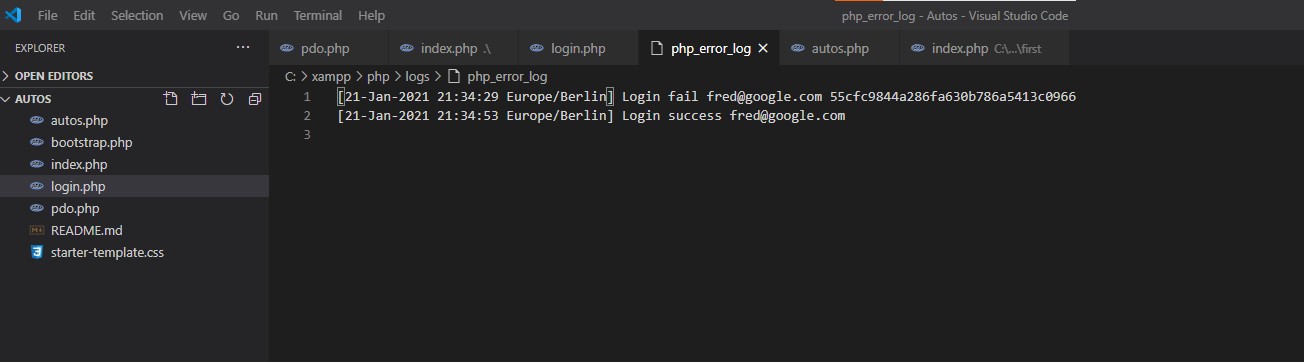 File Edit Selection View Go Run Terminal Help php_error_log - Autos - Visual Studio Code
EXPLORER ···
OPEN EDITORS
AUTOS
autos.php
bootstrap.php
index.php
login.php
pdo.php
README.md
starter-template.css
pdo.php index.php .\ login.php php_error_log autos.php index.php C:\...\first
C: > xampp > php > logs > php_error_log
1 [21-Jan-2021 21:34:29 Europe/Berlin] Login fail fred@google.com 55cfc9844a286fa630b786a5413c0966
2 [21-Jan-2021 21:34:53 Europe/Berlin] Login success fred@google.com
3